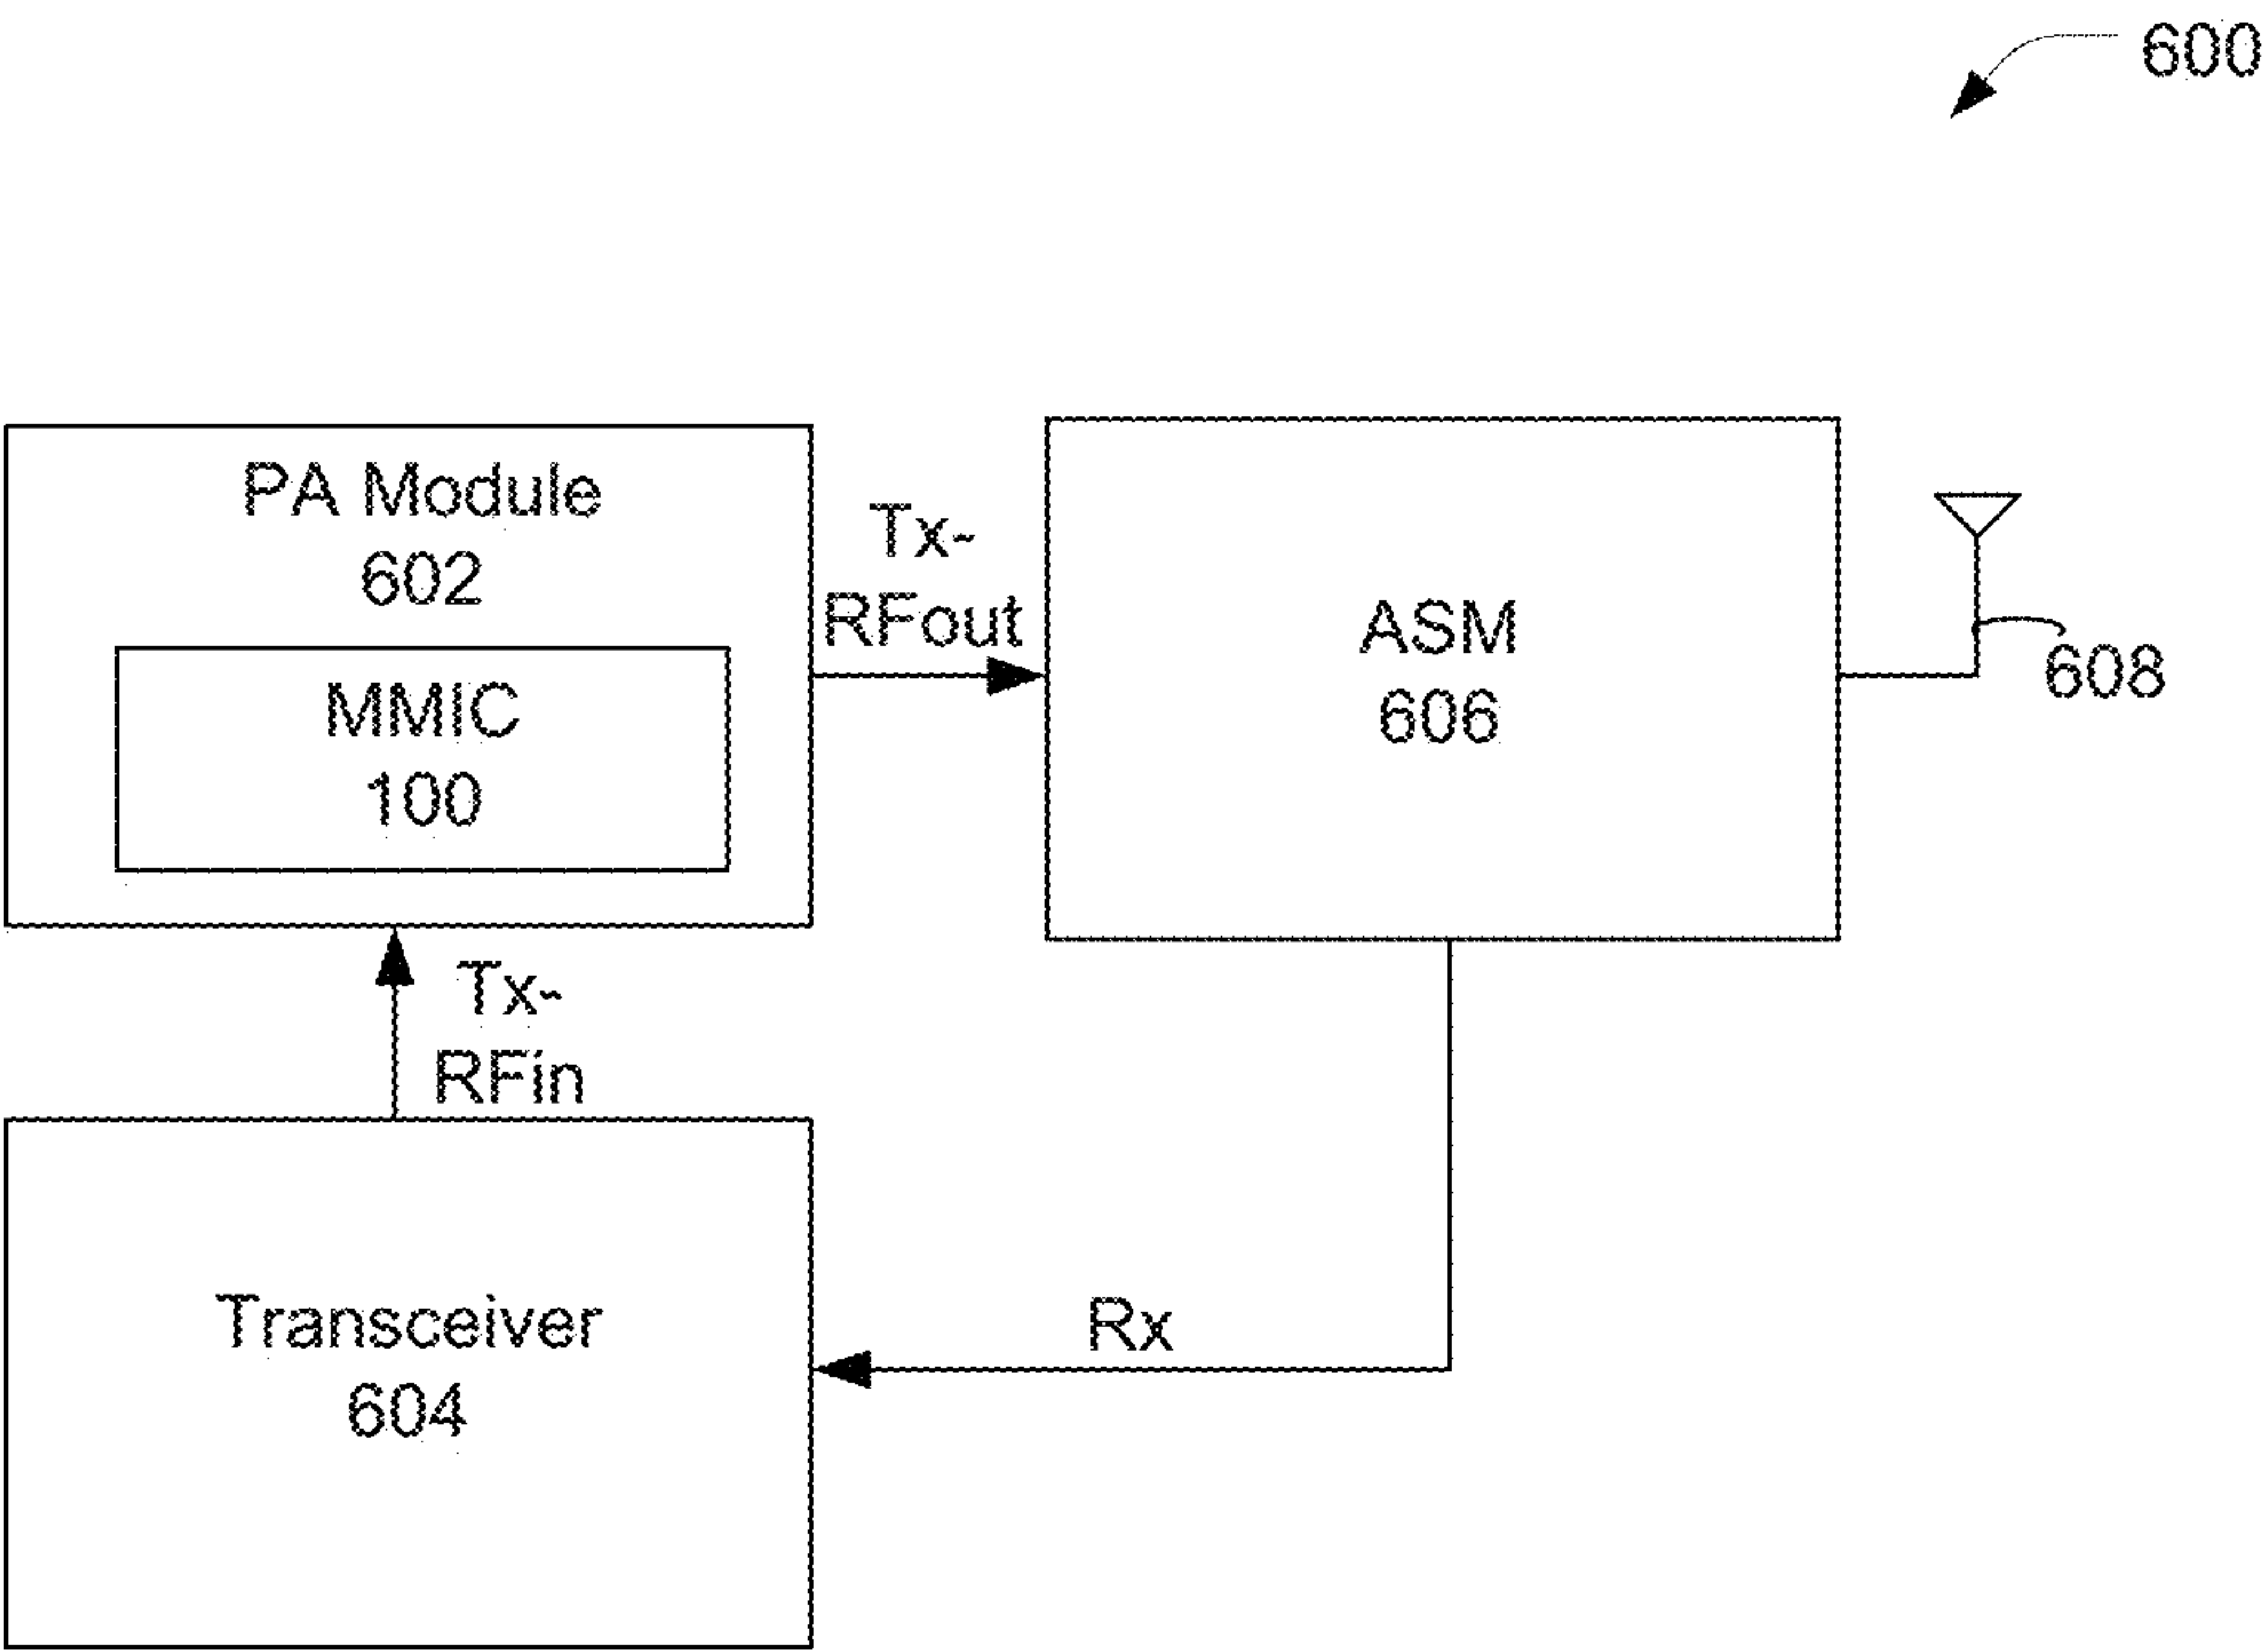 600
PA Module
602
MMIC
100
Tx-
RFout
ASM
606
608
Tx-
RFin
Transceiver
604
Rx